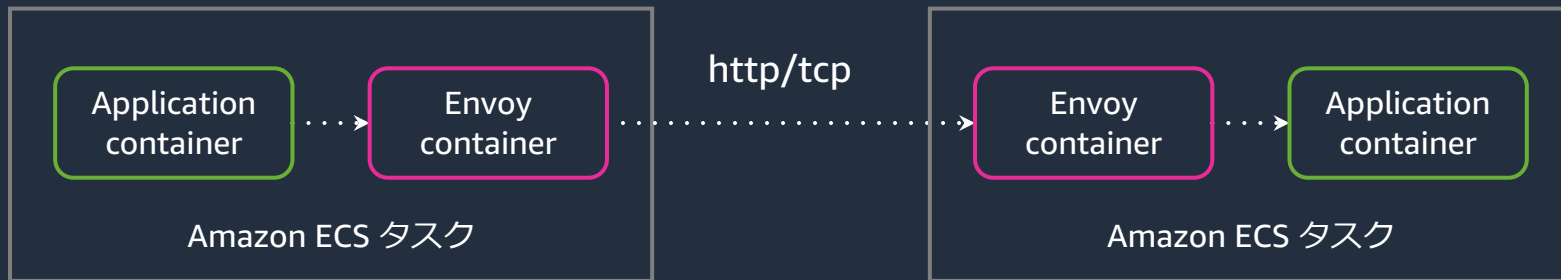 Application
container
Envoy
container
Amazon ECS タスク
http/tcp
Envoy
container
Application
container
Amazon ECS タスク